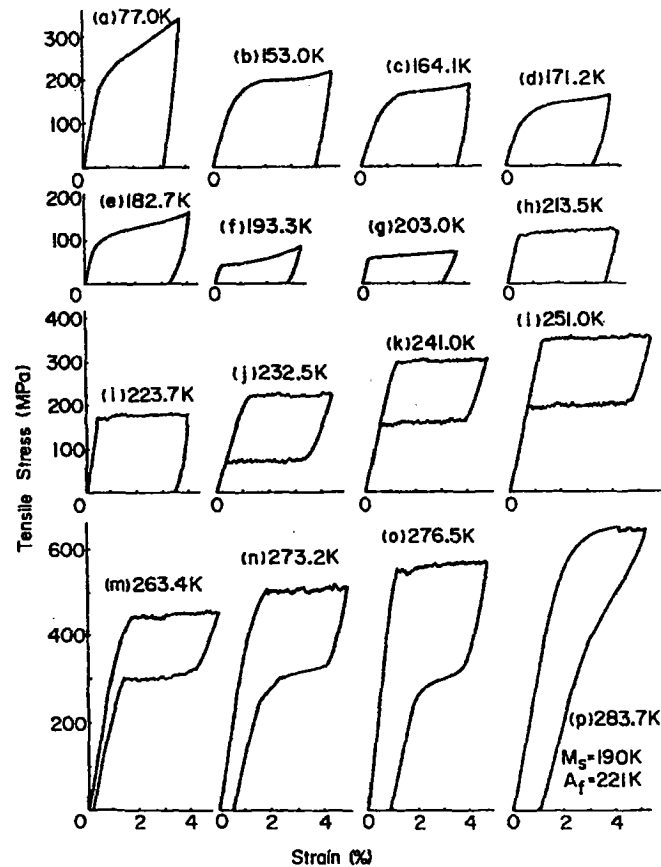 (a)77.0K
(b)153.0K
(c)164.1K
(d)171.2K
300
200
100
0
0
0
0
0
(e)182.7K
(f)193.3K
(g)203.0K
(h)213.5K
200
100
0
0
0
0
0
(i)223.7K
(j)232.5K
(k)241.0K
(l)251.0K
400
300
200
100
0
0
0
0
0
(m)263.4K
(n)273.2K
(o)276.5K
(p)283.7K
Ms=190K
Af=221K
600
400
200
0
0 2 4
0 2 4
0 2 4
0 2 4
Tensile Stress (MPa)
Strain (%)